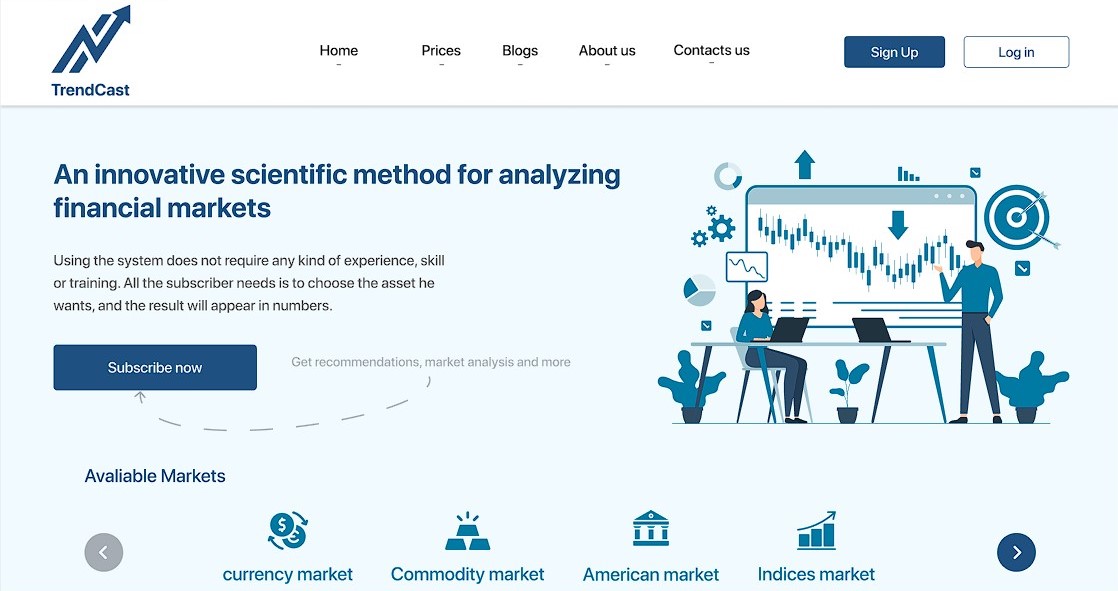 TrendCast
Home
Prices
Blogs
About us
Contacts us
Sign Up
Log in
An innovative scientific method for analyzing
financial markets
Using the system does not require any kind of experience, skill
or training. All the subscriber needs is to choose the asset he
wants, and the result will appear in numbers.
Subscribe now
Get recommendations, market analysis and more
Avaliable Markets
currency market
Commodity market
American market
Indices market